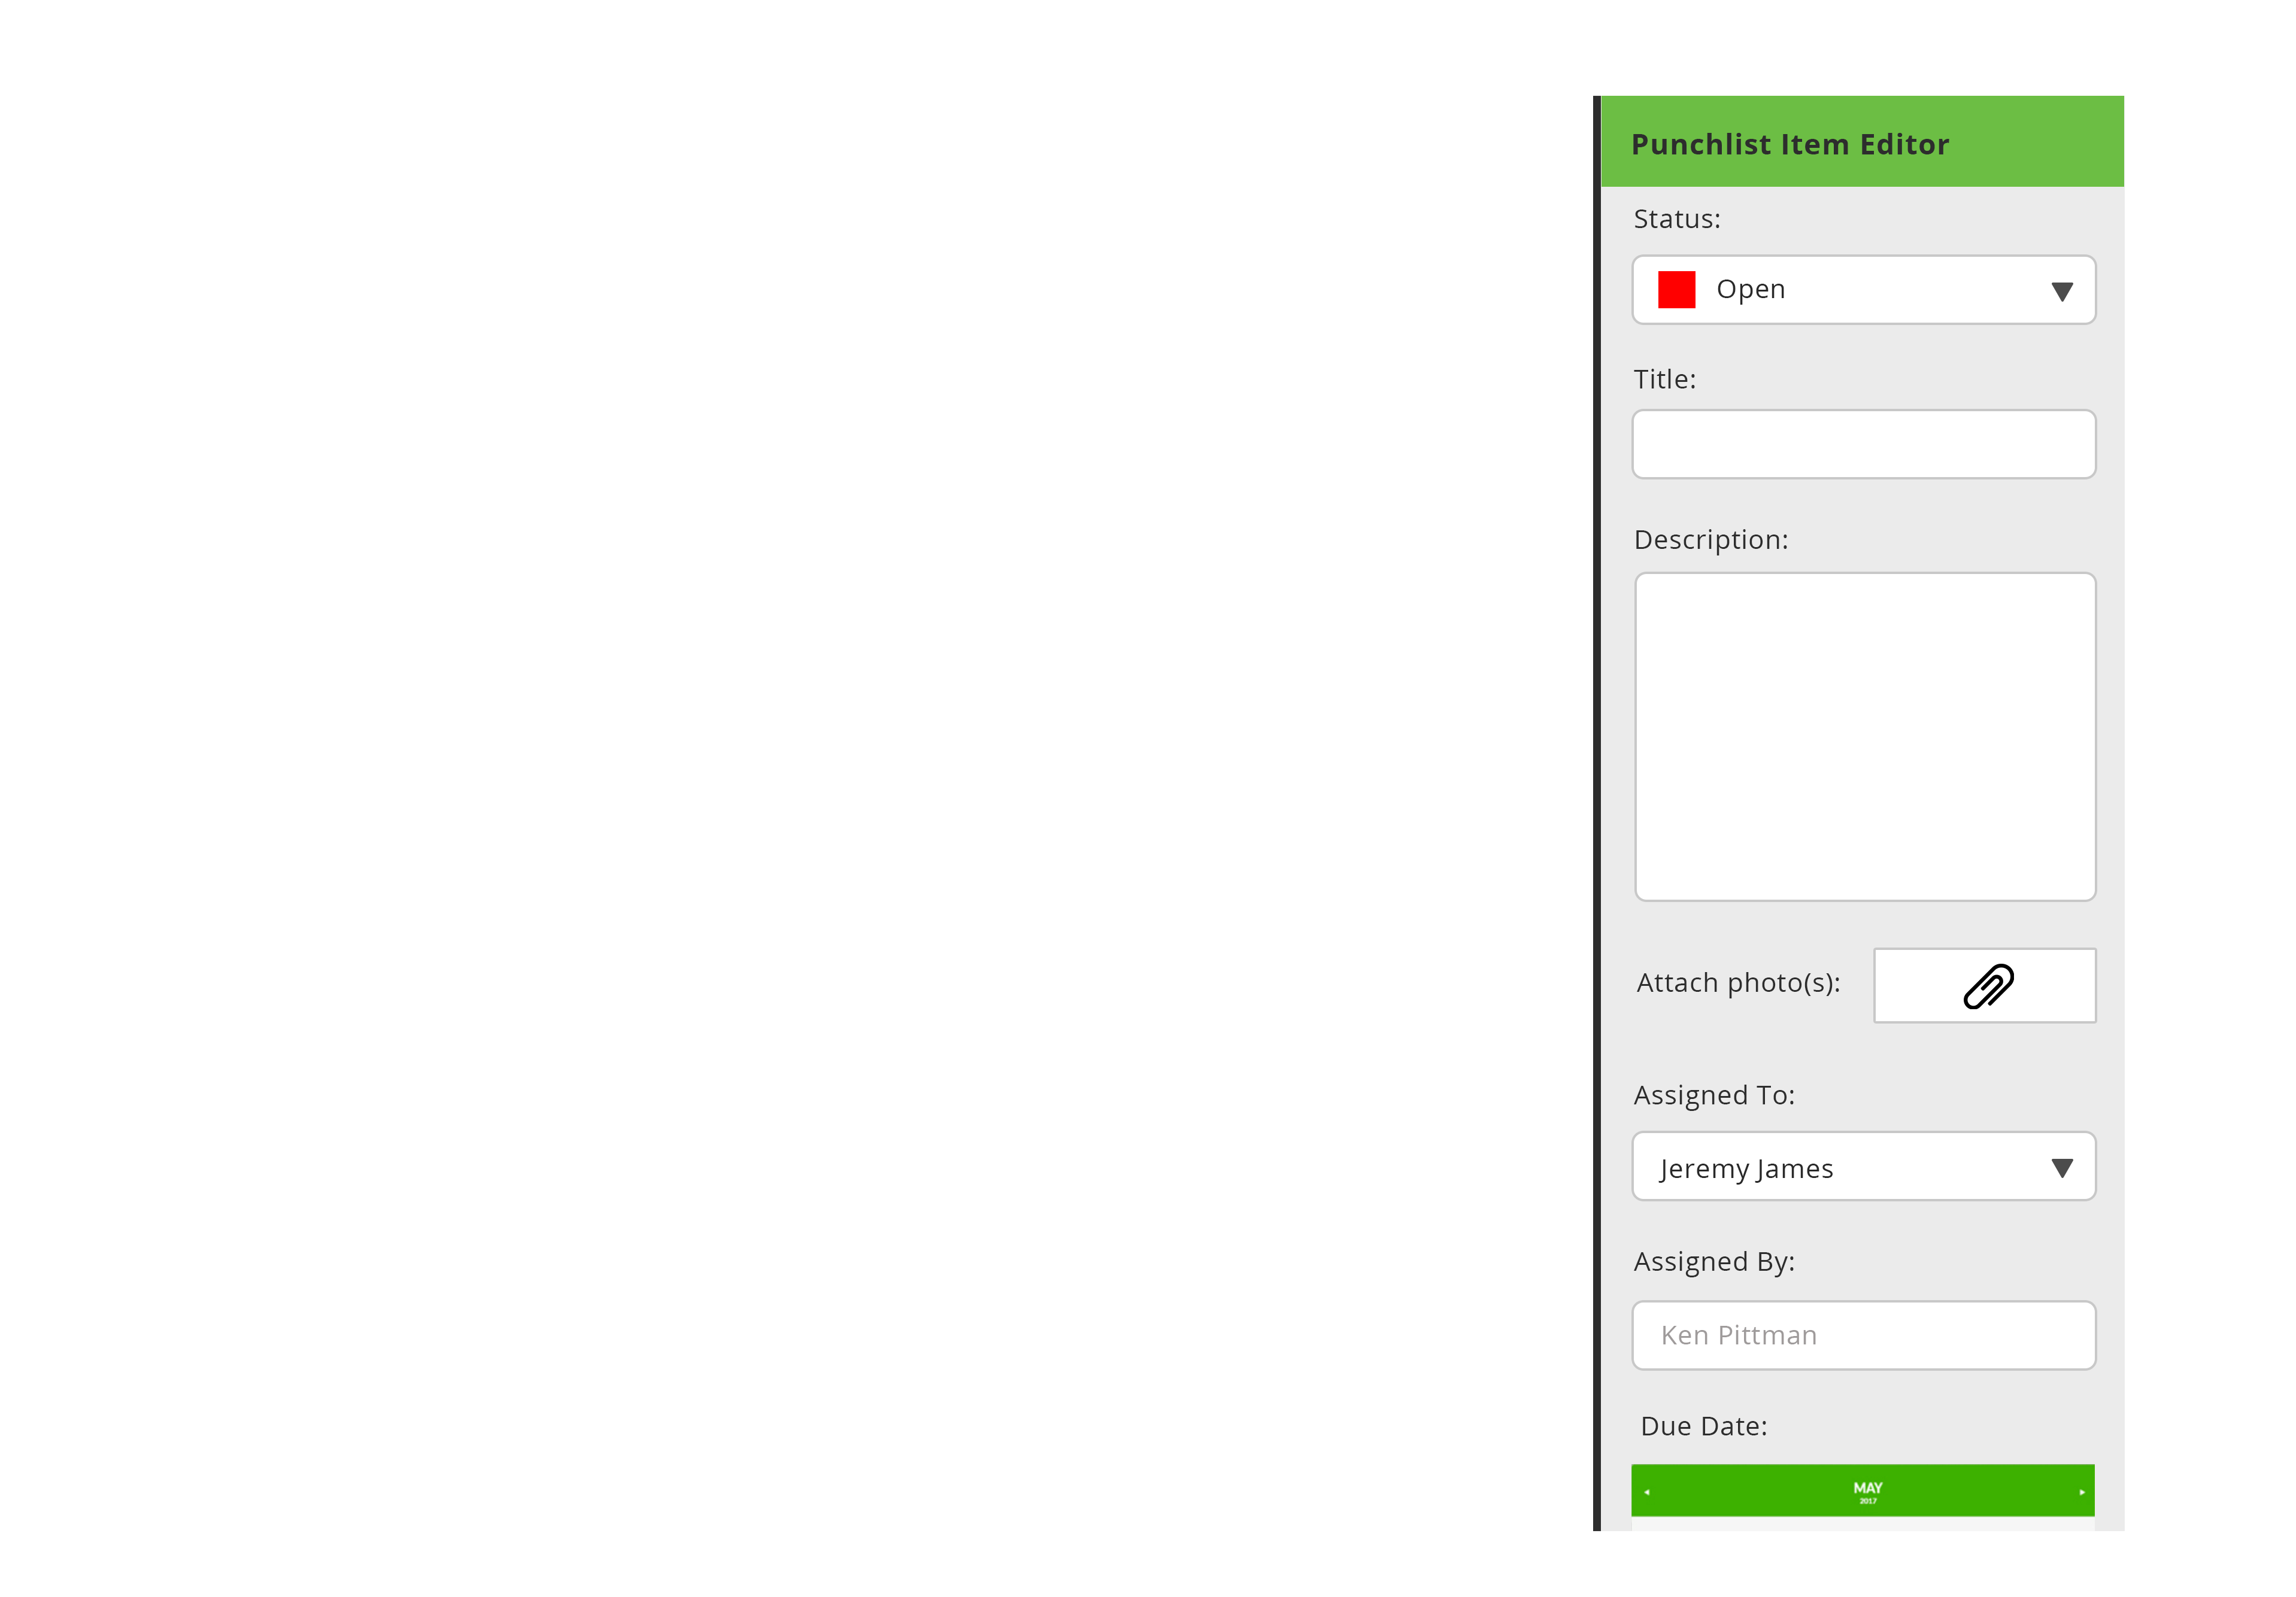 Punchlist Item Editor
Status:
Open
Title:
Description:
Attach photo(s):
Assigned To:
Jeremy James
Assigned By:
Ken Pittman
Due Date:
MAY
2017